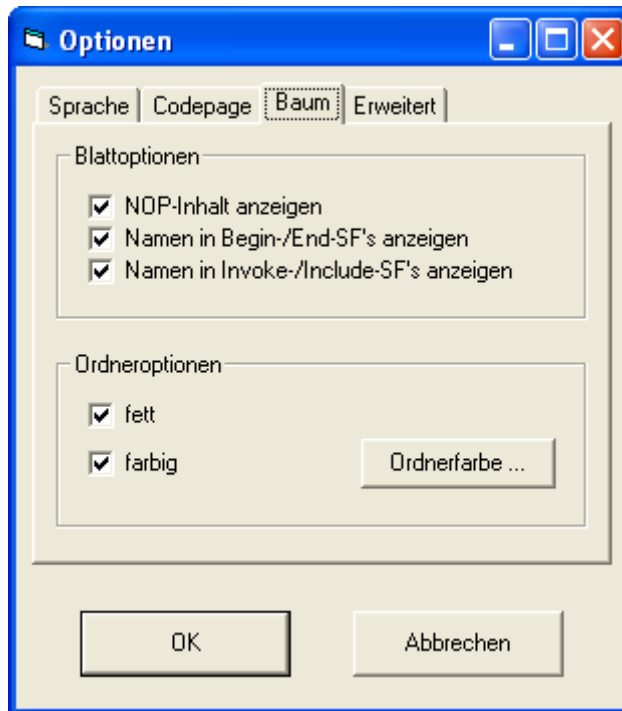 Optionen
Sprache Codepage Baum Erweitert
Blattoptionen
NOP-Inhalt anzeigen
Namen in Begin-/End-SF's anzeigen
Namen in Invoke-/Include-SF's anzeigen
Ordneroptionen
fett
farbig Ordnerfarbe ...
OK Abbrechen